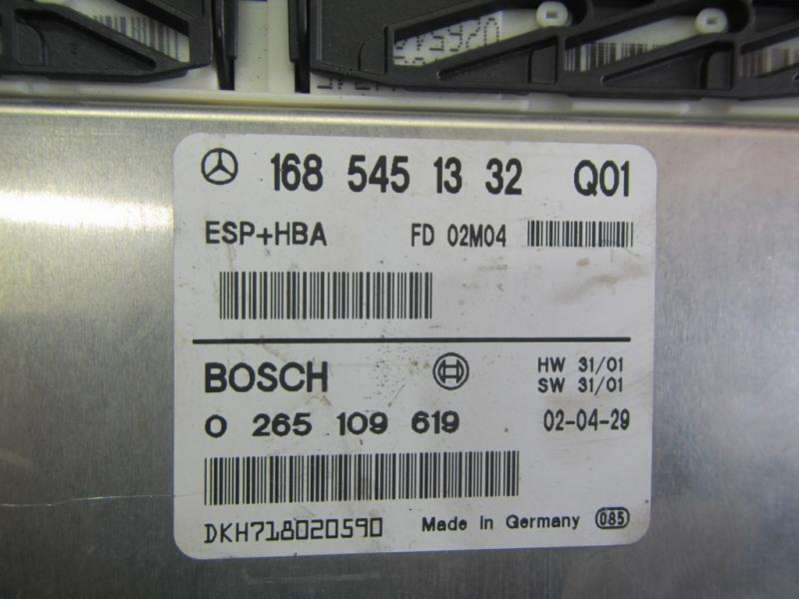 168 545 13 32 Q01
ESP+HBA FD 02M04
BOSCH HW 31/01
SW 31/01
0 265 109 619 02-04-29
DKH718020590 Made in Germany 085